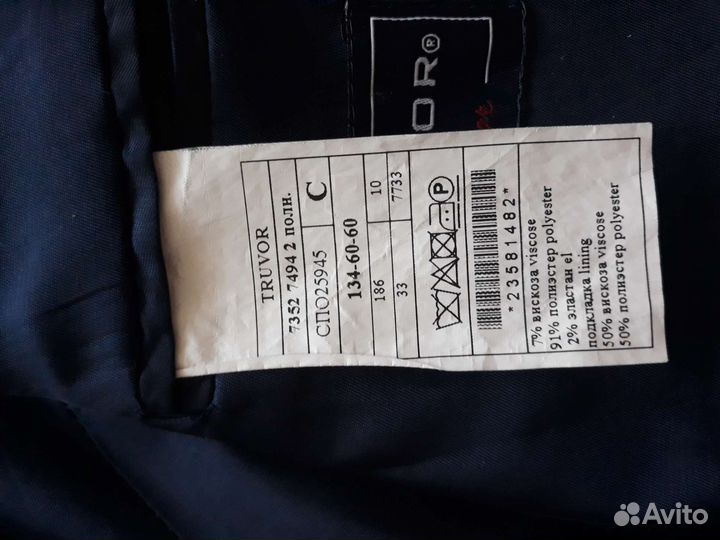 OR®
TRUVOR
7352 7494 2 полн.
СПО25945 С
134-60-60
186 10
33 7733
P
*23581482*
7% вискоза viscose
91% полиэстер polyester
2% эластан el
подкладка lining
50% вискоза viscose
50% полиэстер polyester
Avito